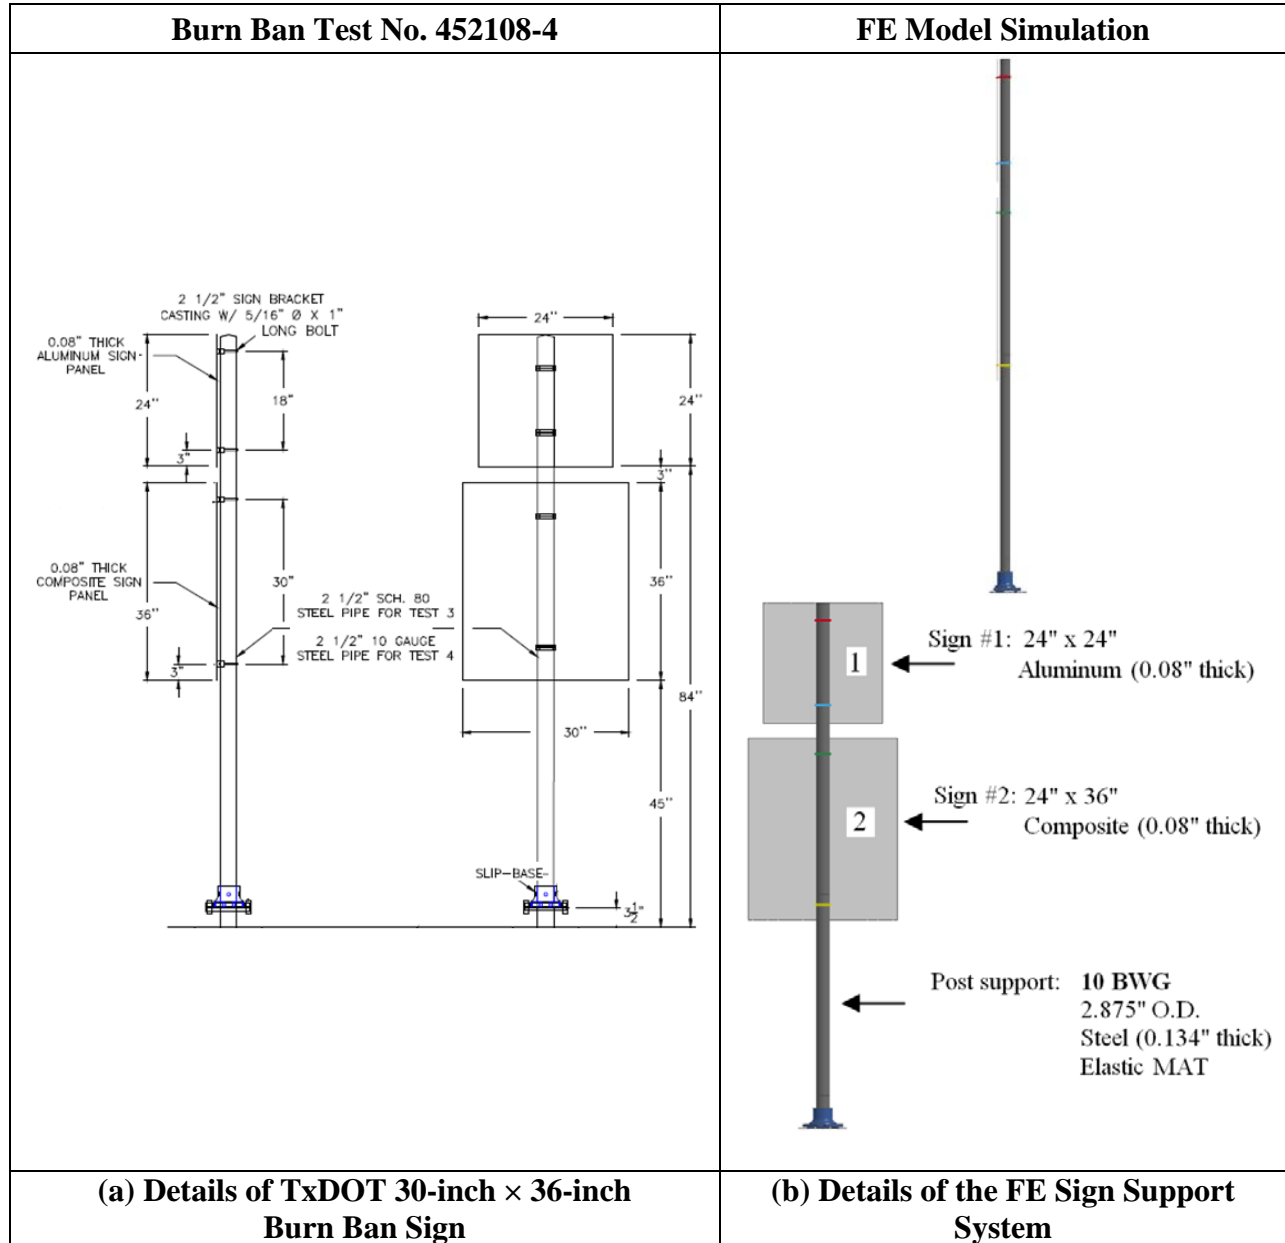 Burn Ban Test No. 452108-4
FE Model Simulation
2 1/2" SIGN BRACKET
CASTING W/ 5/16" Ø X 1"
LONG BOLT
0.08" THICK
ALUMINUM SIGN
PANEL
24"
18"
3"
0.08" THICK
COMPOSITE SIGN
PANEL
36"
30"
3"
2 1/2" SCH. 80
STEEL PIPE FOR TEST 3
2 1/2" 10 GAUGE
STEEL PIPE FOR TEST 4
24"
24"
3"
36"
84"
30"
45"
SLIP-BASE
3 1/2"
1
Sign #1: 24" x 24"
Aluminum (0.08" thick)
2
Sign #2: 24" x 36"
Composite (0.08" thick)
Post support: 10 BWG
2.875" O.D.
Steel (0.134" thick)
Elastic MAT
(a) Details of TxDOT 30-inch × 36-inch
Burn Ban Sign
(b) Details of the FE Sign Support
System